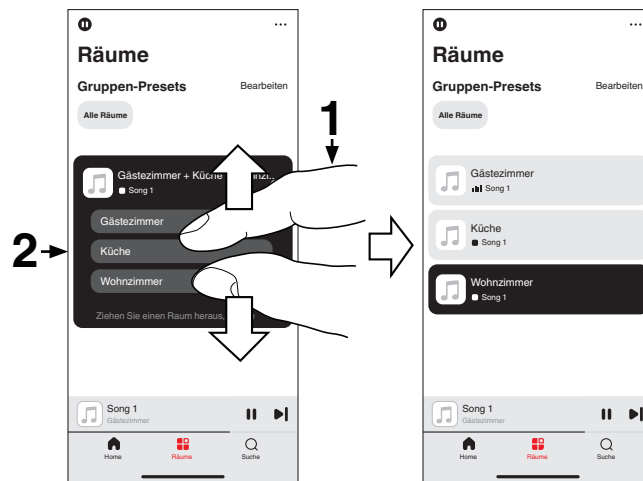 Räume
Gruppen-Presets Bearbeiten
Alle Räume
1
Gästezimmer + Küche
Song 1
Gästezimmer
2
Küche
Wohnzimmer
Ziehen Sie einen Raum heraus,
Song 1
Gästezimmer
Home Räume Suche
Räume
Gruppen-Presets Bearbeiten
Alle Räume
Gästezimmer
Song 1
Küche
Song 1
Wohnzimmer
Song 1
Song 1
Gästezimmer
Home Räume Suche